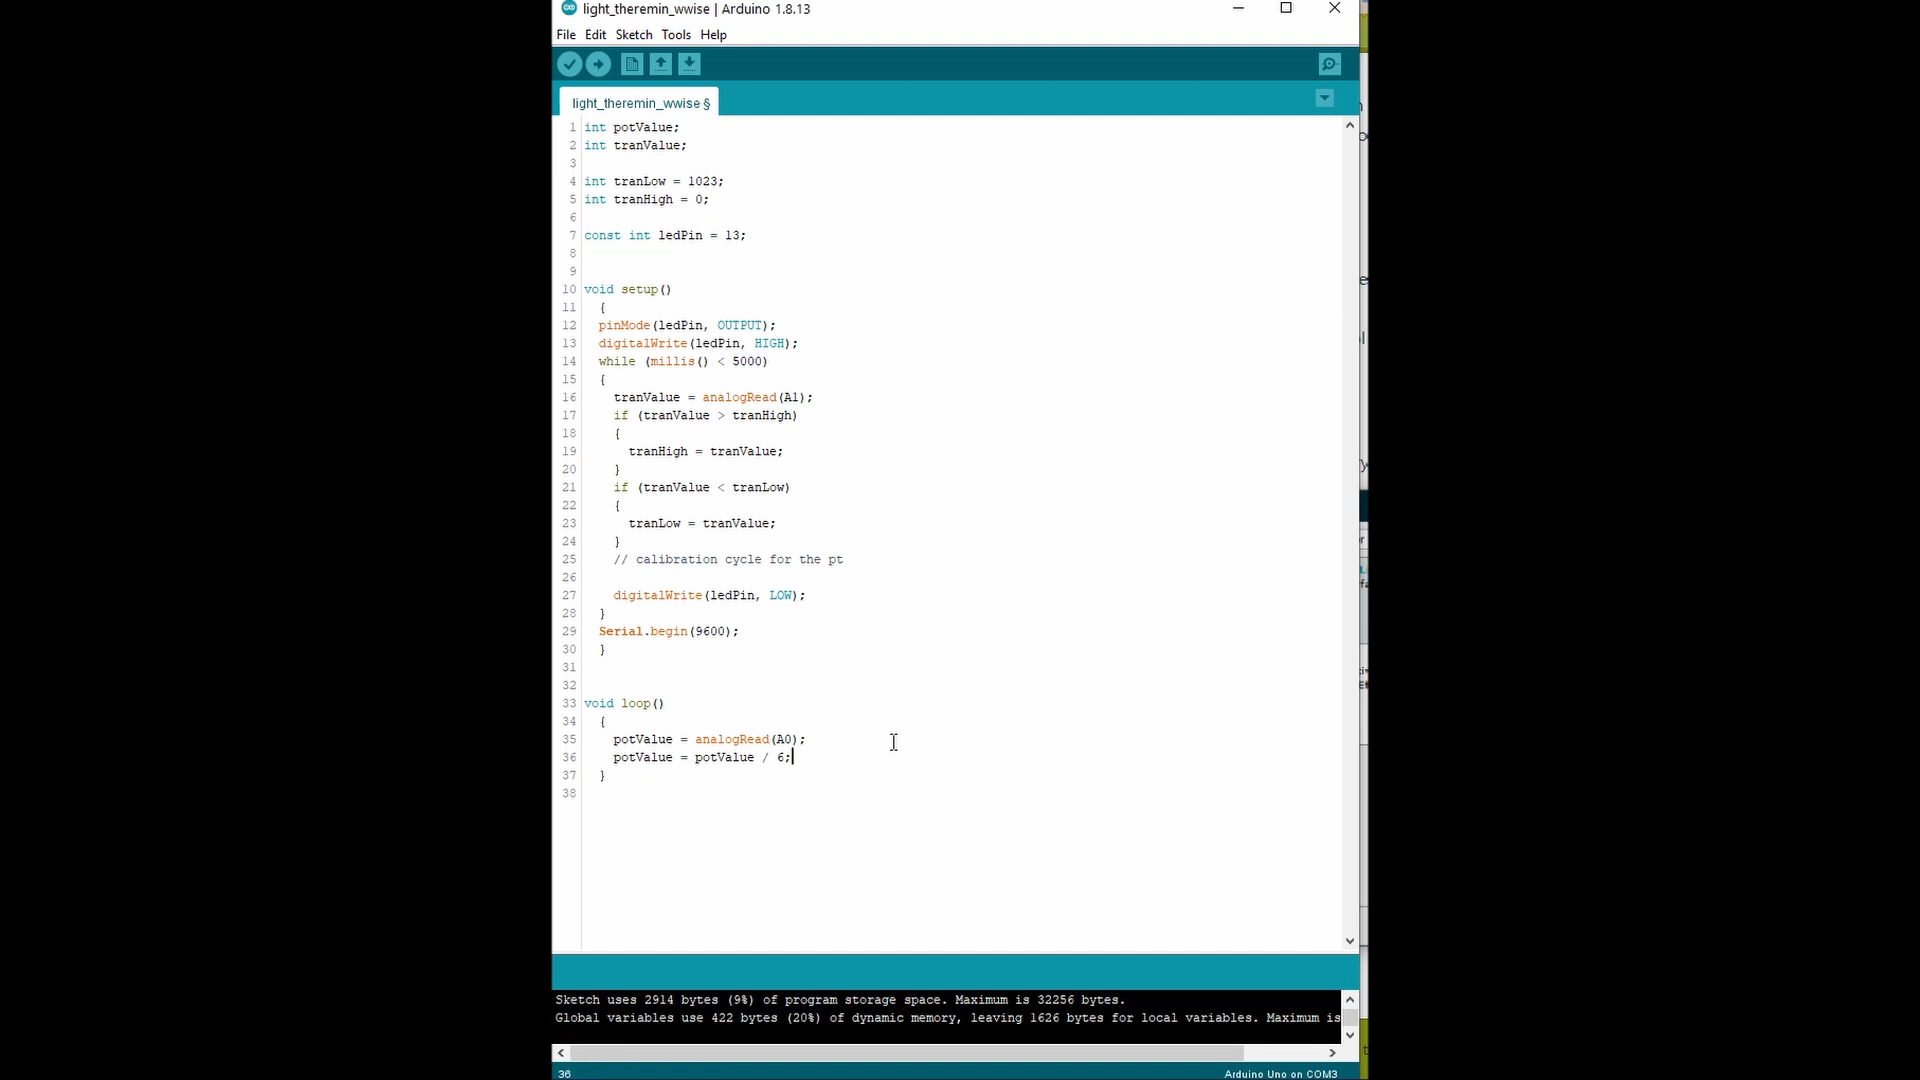 light_theremin_wwise | Arduino 1.8.13
File Edit Sketch Tools Help
light_theremin_wwise §
1 int potValue;
2 int tranValue;
3
4 int tranLow = 1023;
5 int tranHigh = 0;
6
7 const int ledPin = 13;
8
9
10 void setup()
11 {
12 pinMode(ledPin, OUTPUT);
13 digitalWrite(ledPin, HIGH);
14 while (millis() < 5000)
15 {
16 tranValue = analogRead(A1);
17 if (tranValue > tranHigh)
18 {
19 tranHigh = tranValue;
20 }
21 if (tranValue < tranLow)
22 {
23 tranLow = tranValue;
24 }
25 // calibration cycle for the pt
26
27 digitalWrite(ledPin, LOW);
28 }
29 Serial.begin(9600);
30 }
31
32
33 void loop()
34 {
35 potValue = analogRead(A0);
36 potValue = potValue / 6;
37 }
38
Sketch uses 2914 bytes (9%) of program storage space. Maximum is 32256 bytes.
Global variables use 422 bytes (20%) of dynamic memory, leaving 1626 bytes for local variables. Maximum is
36 Arduino Uno on COM3